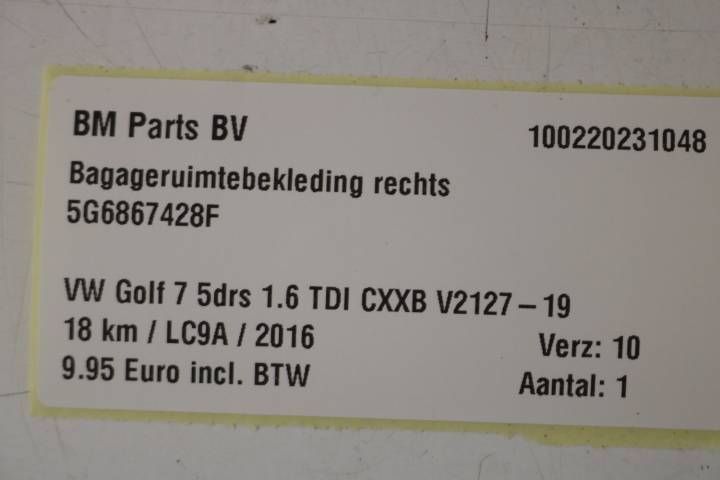 BM Parts BV 100220231048
Bagageruimtebekleding rechts
5G6867428F
VW Golf 7 5drs 1.6 TDI CXXB V2127 – 19
18 km / LC9A / 2016 Verz: 10
9.95 Euro incl. BTW Aantal: 1